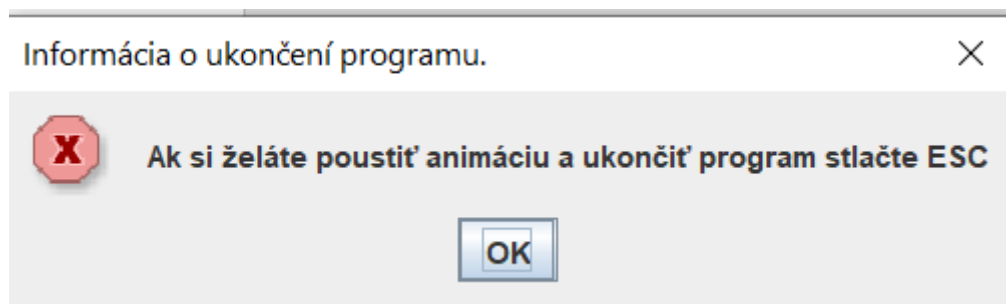 Informácia o ukončení programu.
Ak si želáte poustiť animáciu a ukončiť program stlačte ESC
OK